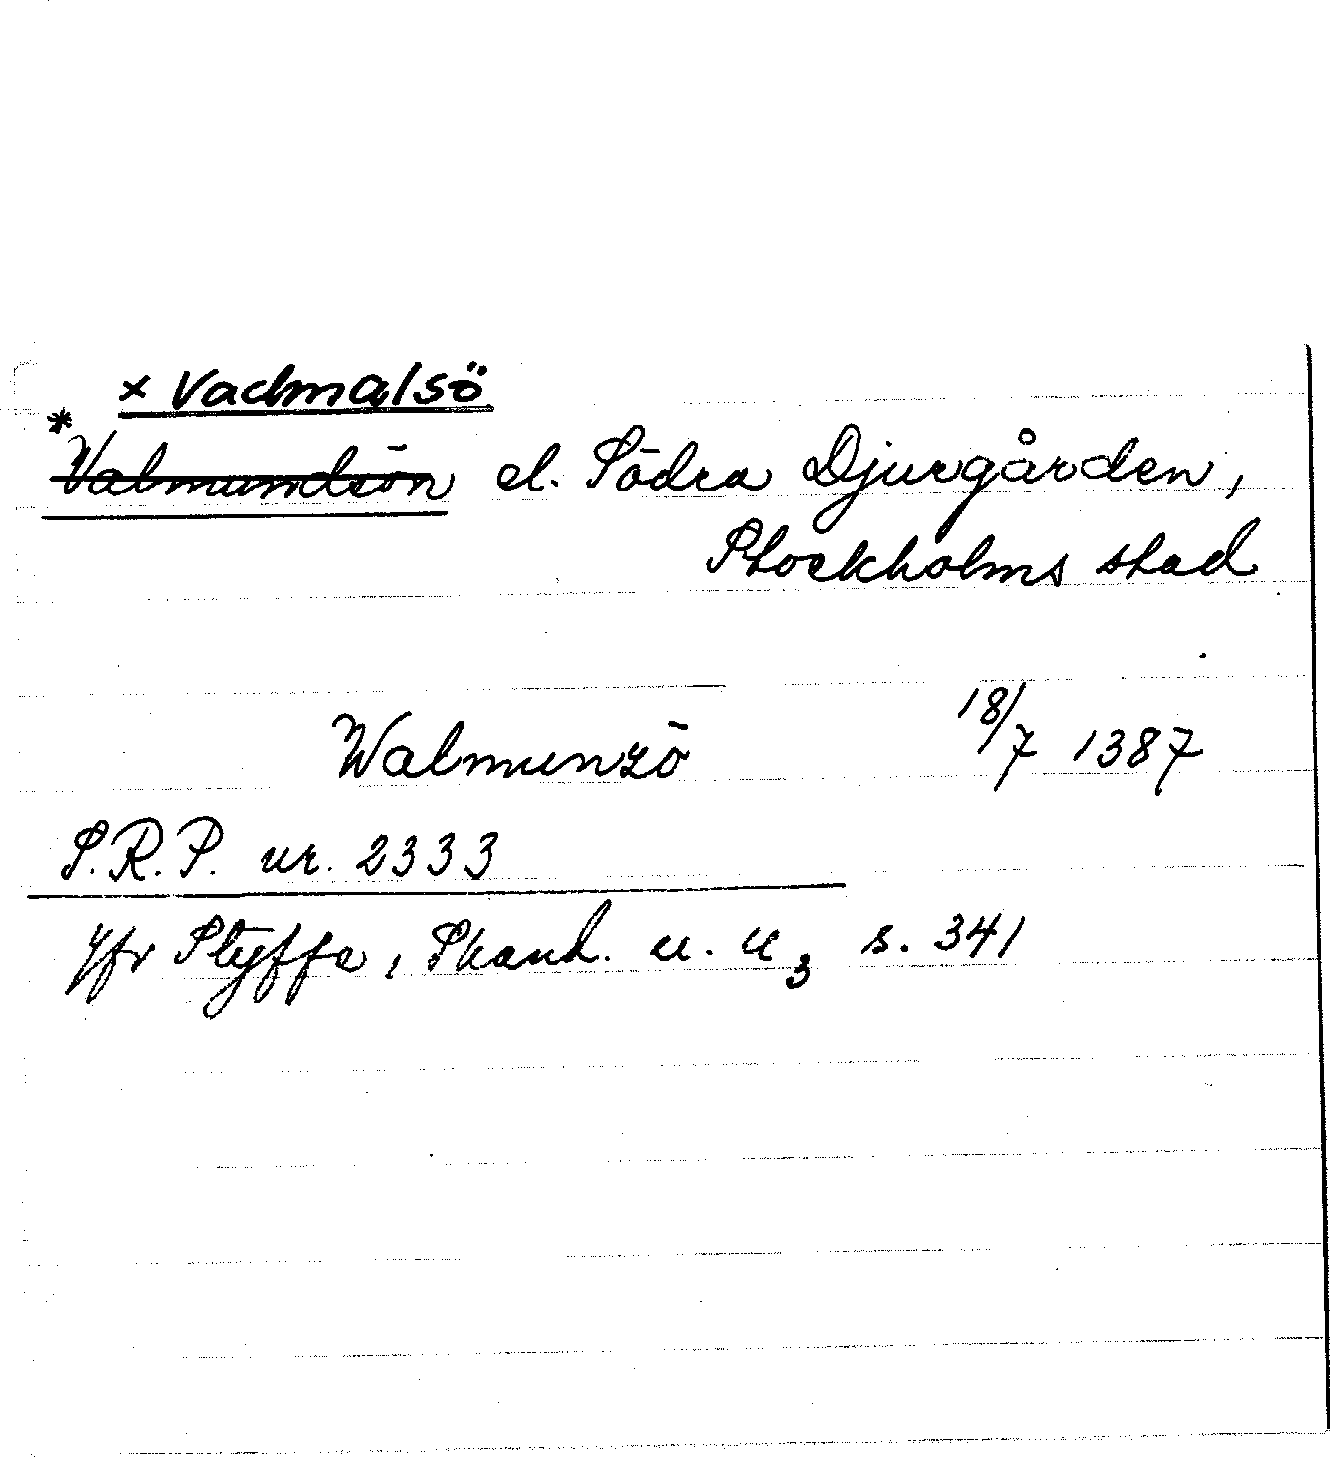 x Vadmalsö
* Valmundsön el. Södra Djurgården,
Stockholms stad
Walmunzö 18/7 1387
S.R.P. nr. 2333
Jfr Styffe, Skand. u. U3 s. 341